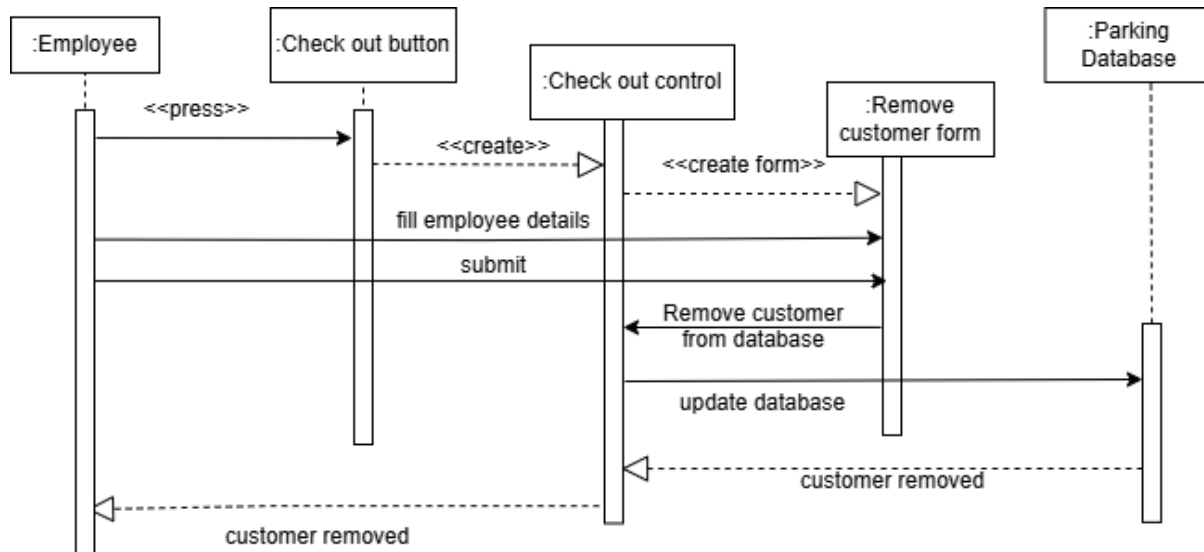 :Employee
:Check out button
:Check out control
:Remove
customer form
:Parking
Database
<<press>>
<<create>>
<<create form>>
fill employee details
submit
Remove customer
from database
update database
customer removed
customer removed